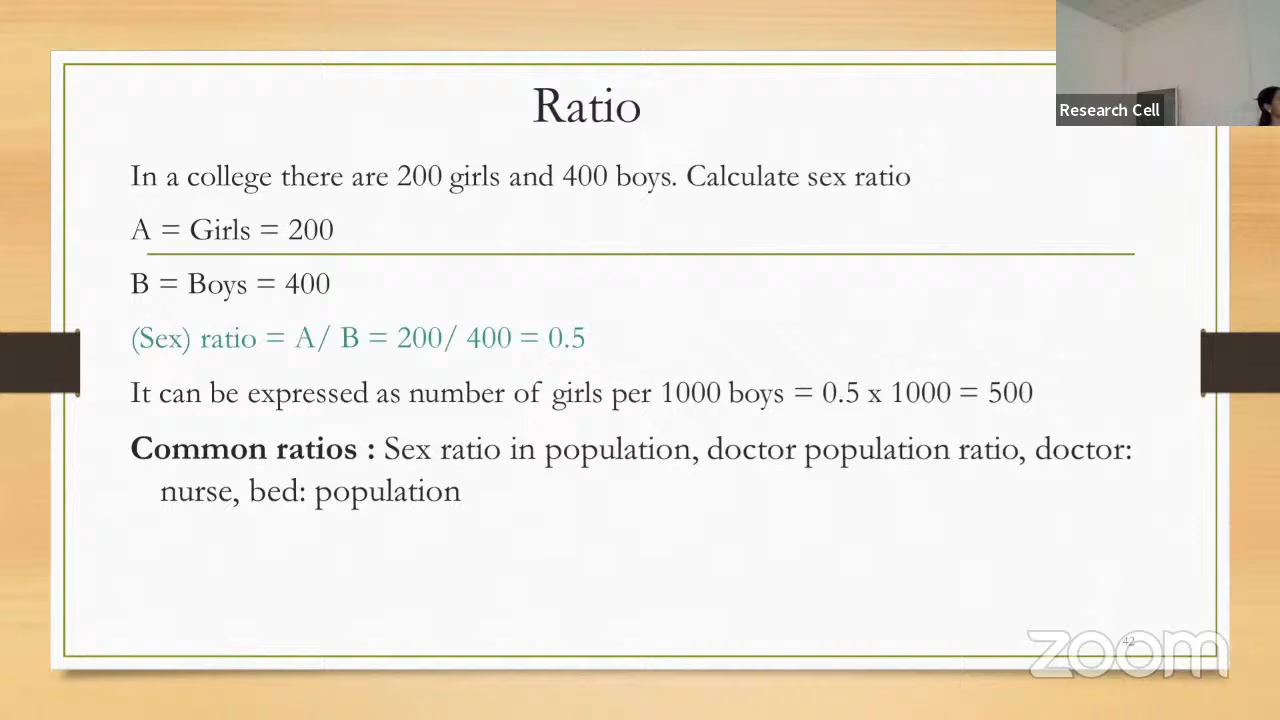 Ratio
Research Cell
In a college there are 200 girls and 400 boys. Calculate sex ratio
A = Girls = 200
B = Boys = 400
(Sex) ratio = A/ B = 200/ 400 = 0.5
It can be expressed as number of girls per 1000 boys = 0.5 x 1000 = 500
Common ratios : Sex ratio in population, doctor population ratio, doctor:
nurse, bed: population
42
zoom